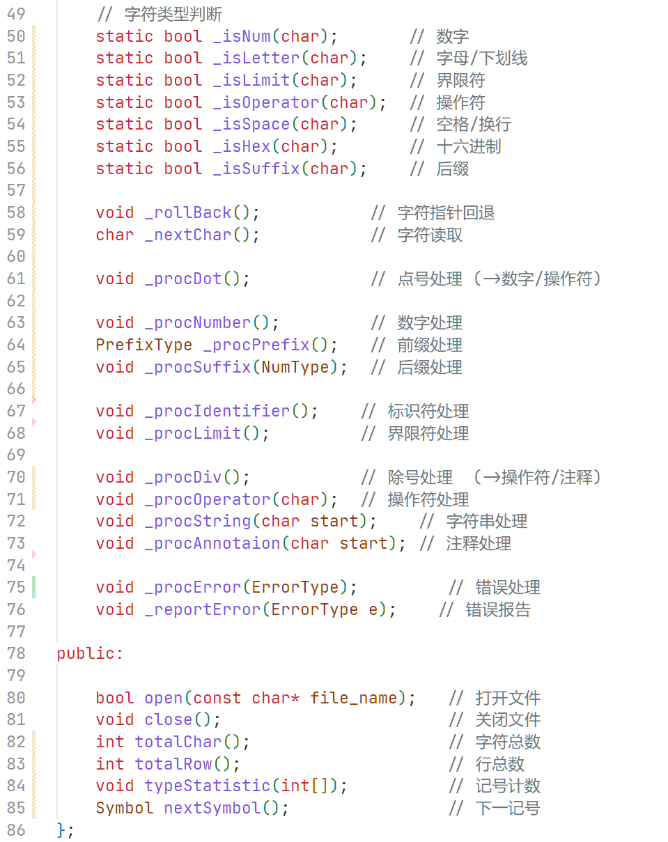 49 // 字符类型判断
50 static bool _isNum(char); // 数字
51 static bool _isLetter(char); // 字母/下划线
52 static bool _isLimit(char); // 界限符
53 static bool _isOperator(char); // 操作符
54 static bool _isSpace(char); // 空格/换行
55 static bool _isHex(char); // 十六进制
56 static bool _isSuffix(char); // 后缀
57
58 void _rollBack(); // 字符指针回退
59 char _nextChar(); // 字符读取
60
61 void _procDot(); // 点号处理 (->数字/操作符)
62
63 void _procNumber(); // 数字处理
64 PrefixType _procPrefix(); // 前缀处理
65 void _procSuffix(NumType); // 后缀处理
66
67 void _procIdentifier(); // 标识符处理
68 void _procLimit(); // 界限符处理
69
70 void _procDiv(); // 除号处理 (->操作符/注释)
71 void _procOperator(char); // 操作符处理
72 void _procString(char start); // 字符串处理
73 void _procAnnotaion(char start); // 注释处理
74
75 void _procError(ErrorType); // 错误处理
76 void _reportError(ErrorType e); // 错误报告
77
78 public:
79
80 bool open(const char* file_name); // 打开文件
81 void close(); // 关闭文件
82 int totalChar(); // 字符总数
83 int totalRow(); // 行总数
84 void typeStatistic(int[]); // 记号计数
85 Symbol nextSymbol(); // 下一记号
86 };